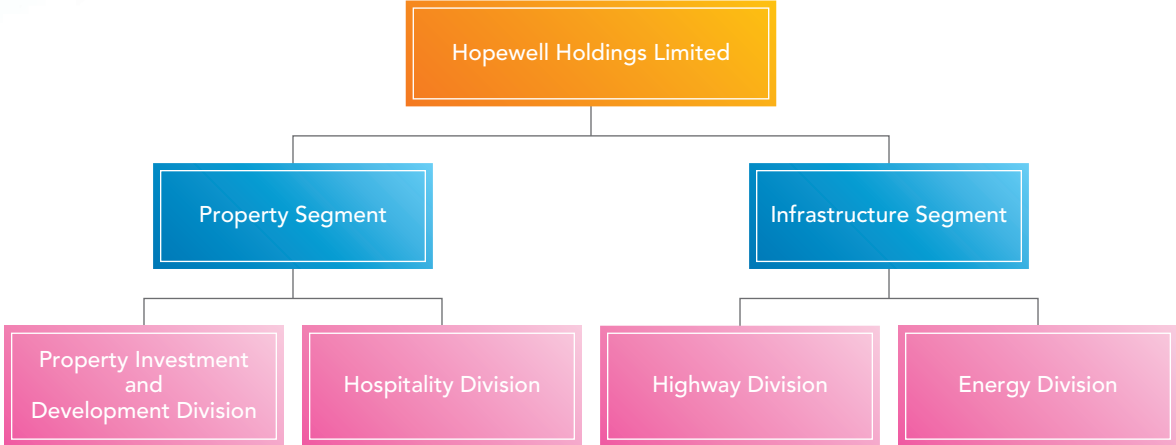 Hopewell Holdings Limited
Property Segment
Infrastructure Segment
Property Investment
and
Development Division
Hospitality Division
Highway Division
Energy Division